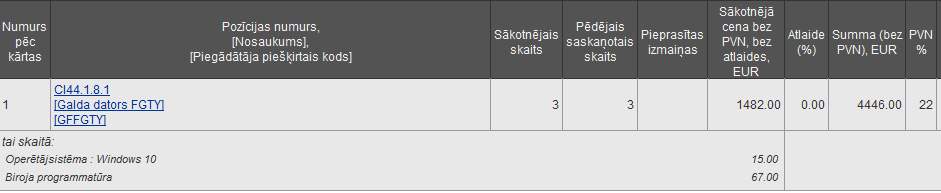 Numurs pēc kārtas
Pozīcijas numurs, [Nosaukums], [Piegādātāja piešķirtais kods]
Sākotnējais skaits
Pēdējais saskaņotais skaits
Pieprasītas izmaiņas
Sākotnējā cena bez PVN, bez atlaides, EUR
Atlaide (%)
Summa (bez PVN), EUR
PVN %
1
CI44.1.8.1
[Galda dators FGTY]
[GFFGTY]
3
3
1482.00
0.00
4446.00
22
tai skaitā:
Operētājsistēma : Windows 10 15.00
Biroja programmatūra 67.00